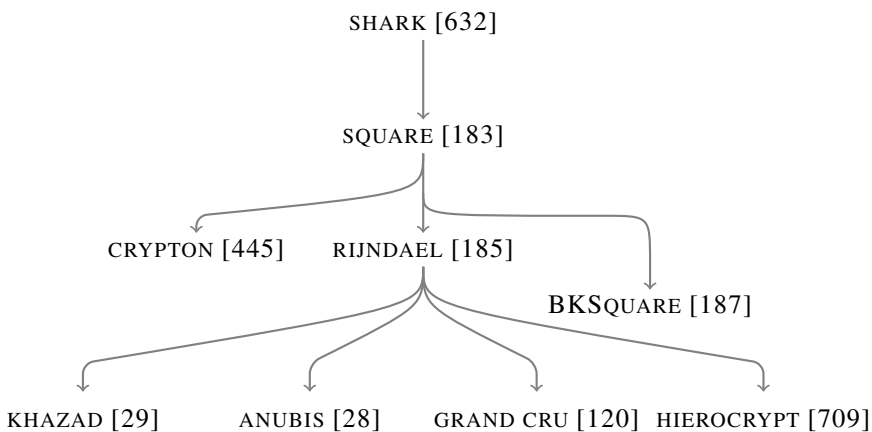 SHARK [632]
SQUARE [183]
CRYPTON [445] RIJNDAEL [185]
BKSQUARE [187]
KHAZAD [29] ANUBIS [28] GRAND CRU [120] HIEROCRYPT [709]